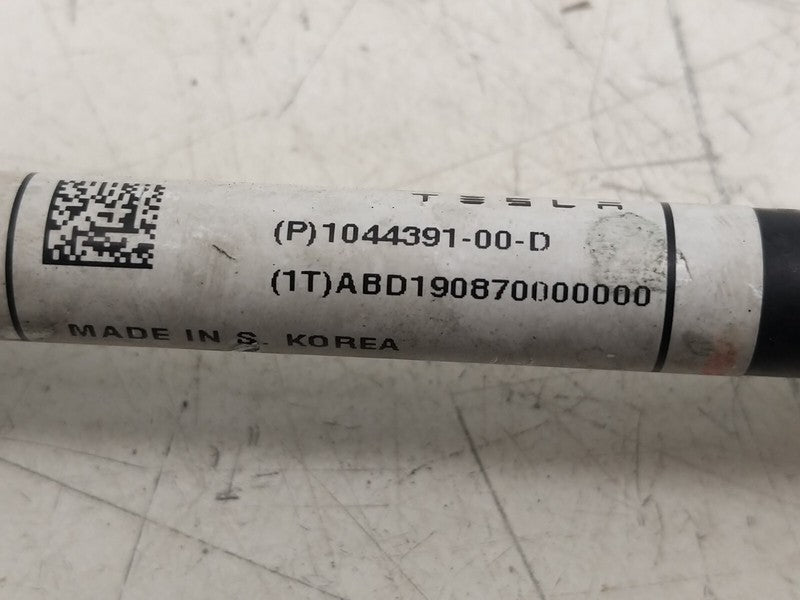 TESLA
(P)1044391-00-D
(1T)ABD190870000000
MADE IN S. KOREA